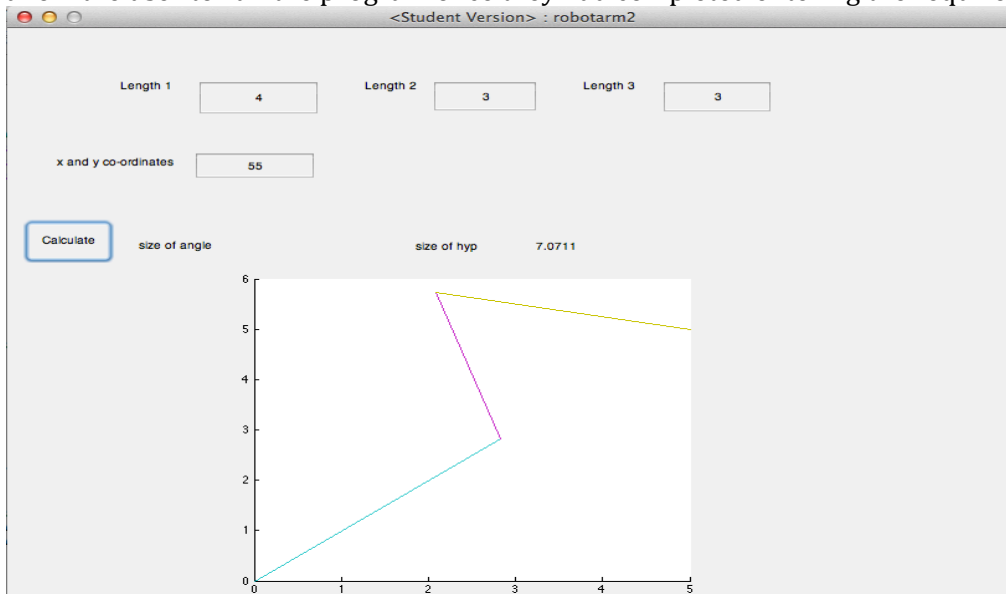 <Student Version> : robotarm2
Length 1 4 Length 2 3 Length 3 3
x and y co-ordinates 55
Calculate size of angle size of hyp 7.0711
6
5
4
3
2
1
0
0 1 2 3 4 5